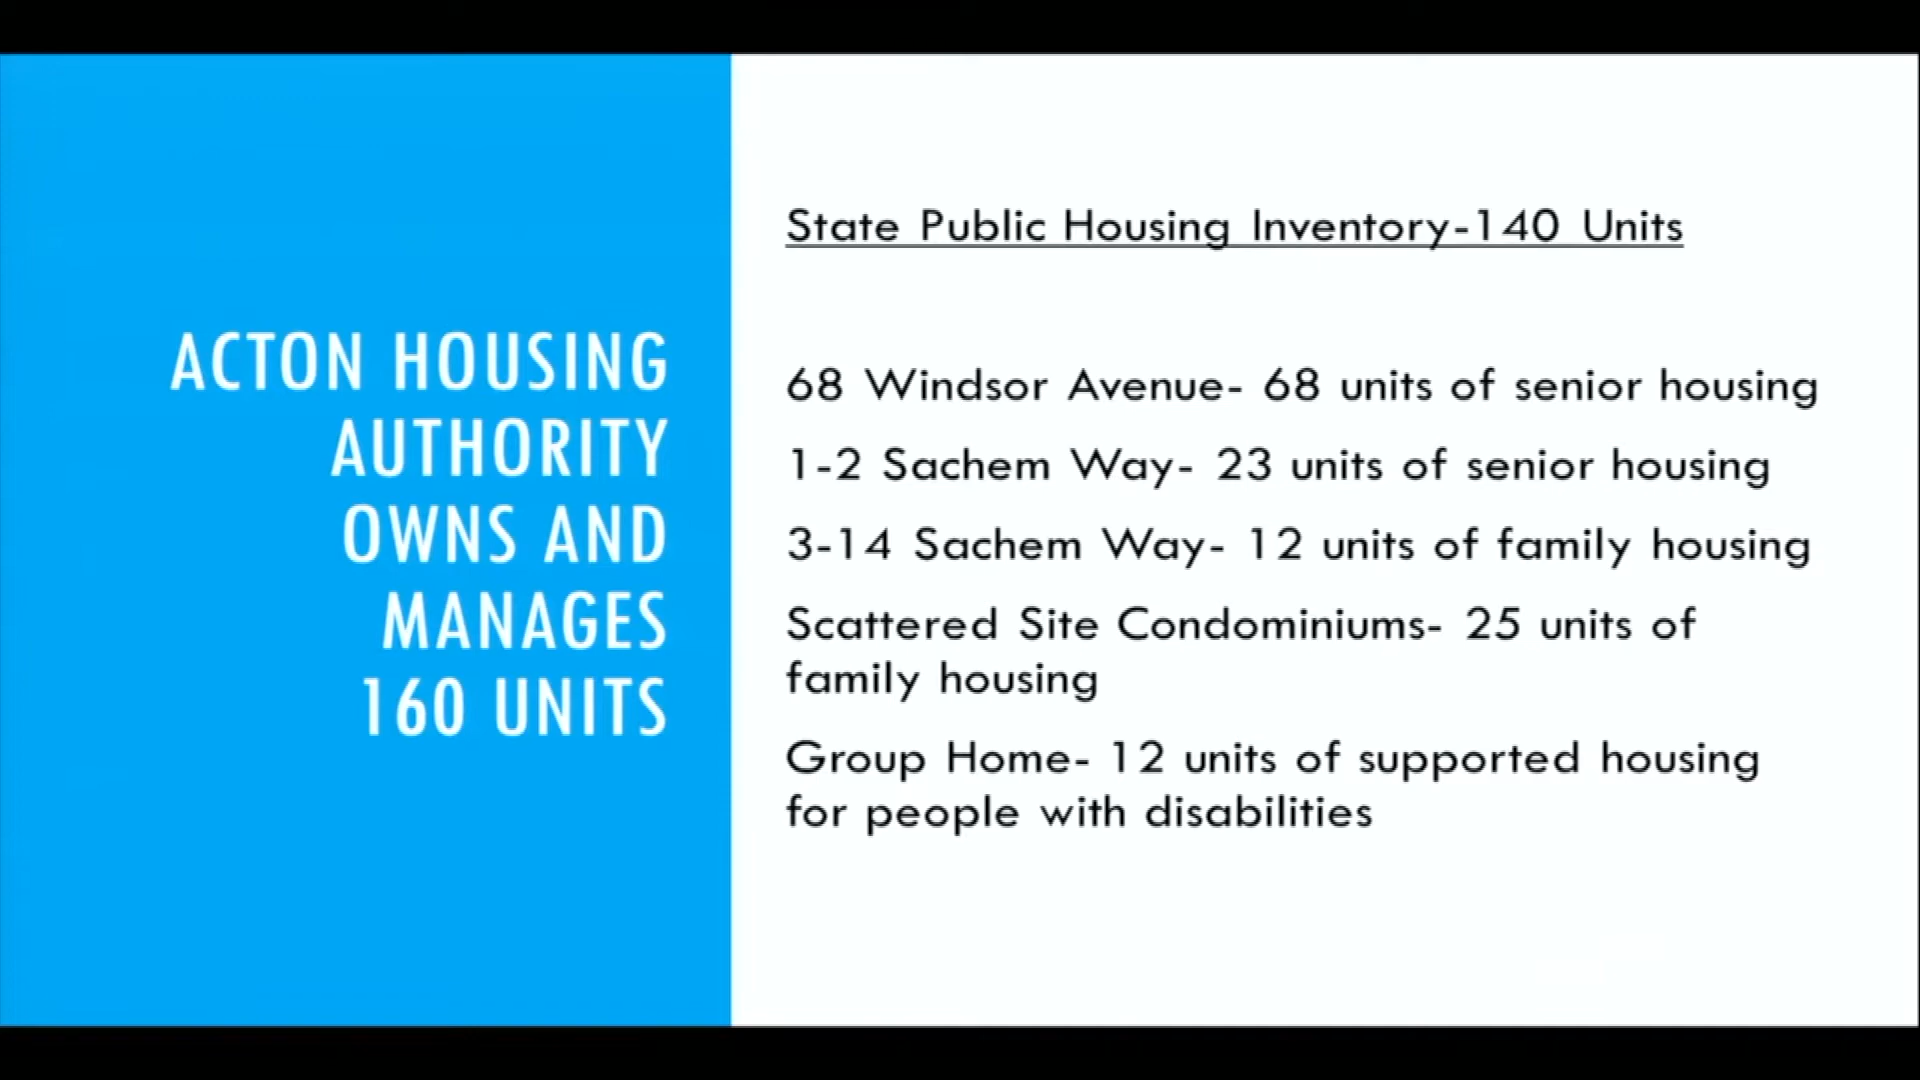 ACTON HOUSING
AUTHORITY
OWNS AND
MANAGES
160 UNITS
State Public Housing Inventory-140 Units
68 Windsor Avenue- 68 units of senior housing
1-2 Sachem Way- 23 units of senior housing
3-14 Sachem Way- 12 units of family housing
Scattered Site Condominiums- 25 units of
family housing
Group Home- 12 units of supported housing
for people with disabilities